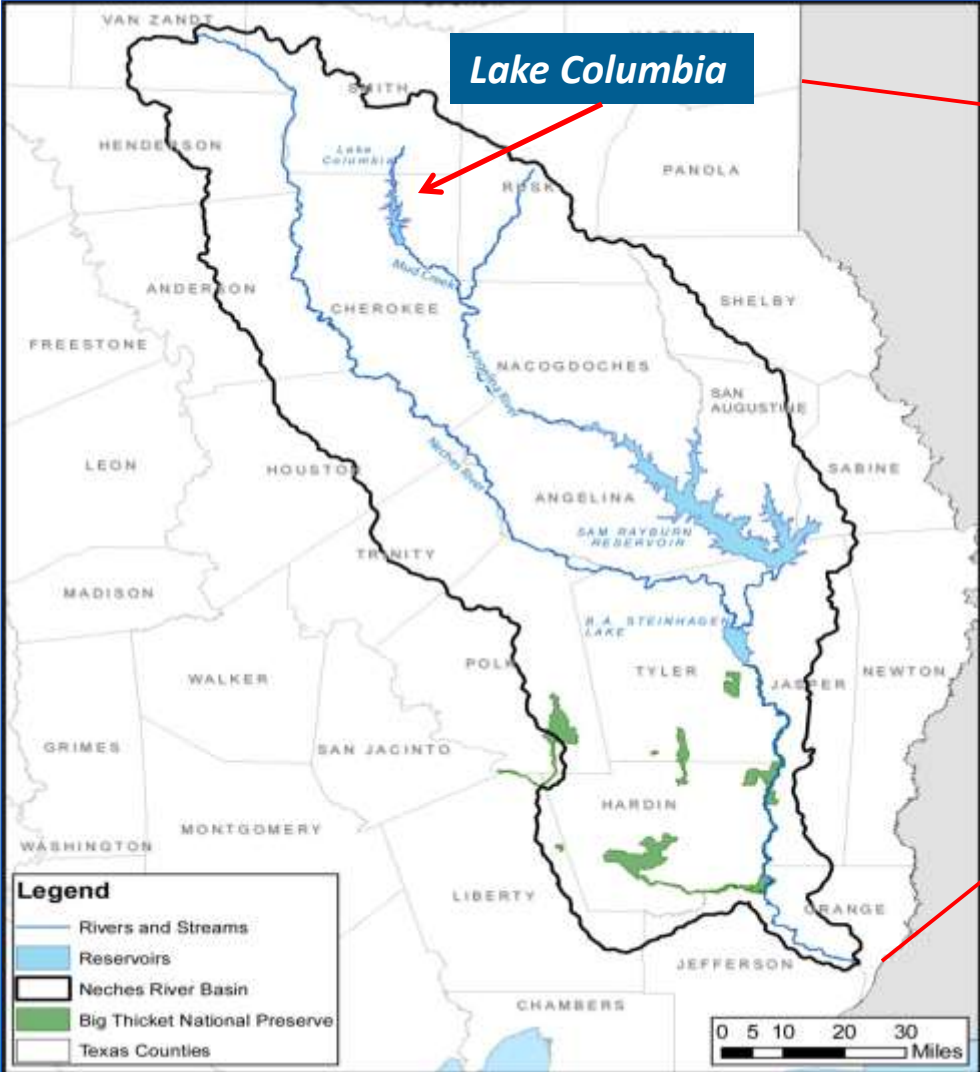 VAN ZANDT
Lake Columbia
SMITH
HENDERSON
Lake
Columbia
RUSK
PANOLA
Mud Creek
ANDERSON
CHEROKEE
SHELBY
FREESTONE
Angelina River
NACOGDOCHES
SAN
AUGUSTINE
Neches River
LEON
HOUSTON
SABINE
ANGELINA
SAM RAYBURN
RESERVOIR
TRINITY
MADISON
B.A. STEINHAGEN
LAKE
POLK
TYLER
JASPER
NEWTON
WALKER
GRIMES
SAN JACINTO
HARDIN
MONTGOMERY
WASHINGTON
LIBERTY
ORANGE
JEFFERSON
CHAMBERS
Legend
Rivers and Streams
Reservoirs
Neches River Basin
Big Thicket National Preserve
Texas Counties
0 5 10 20 30
Miles